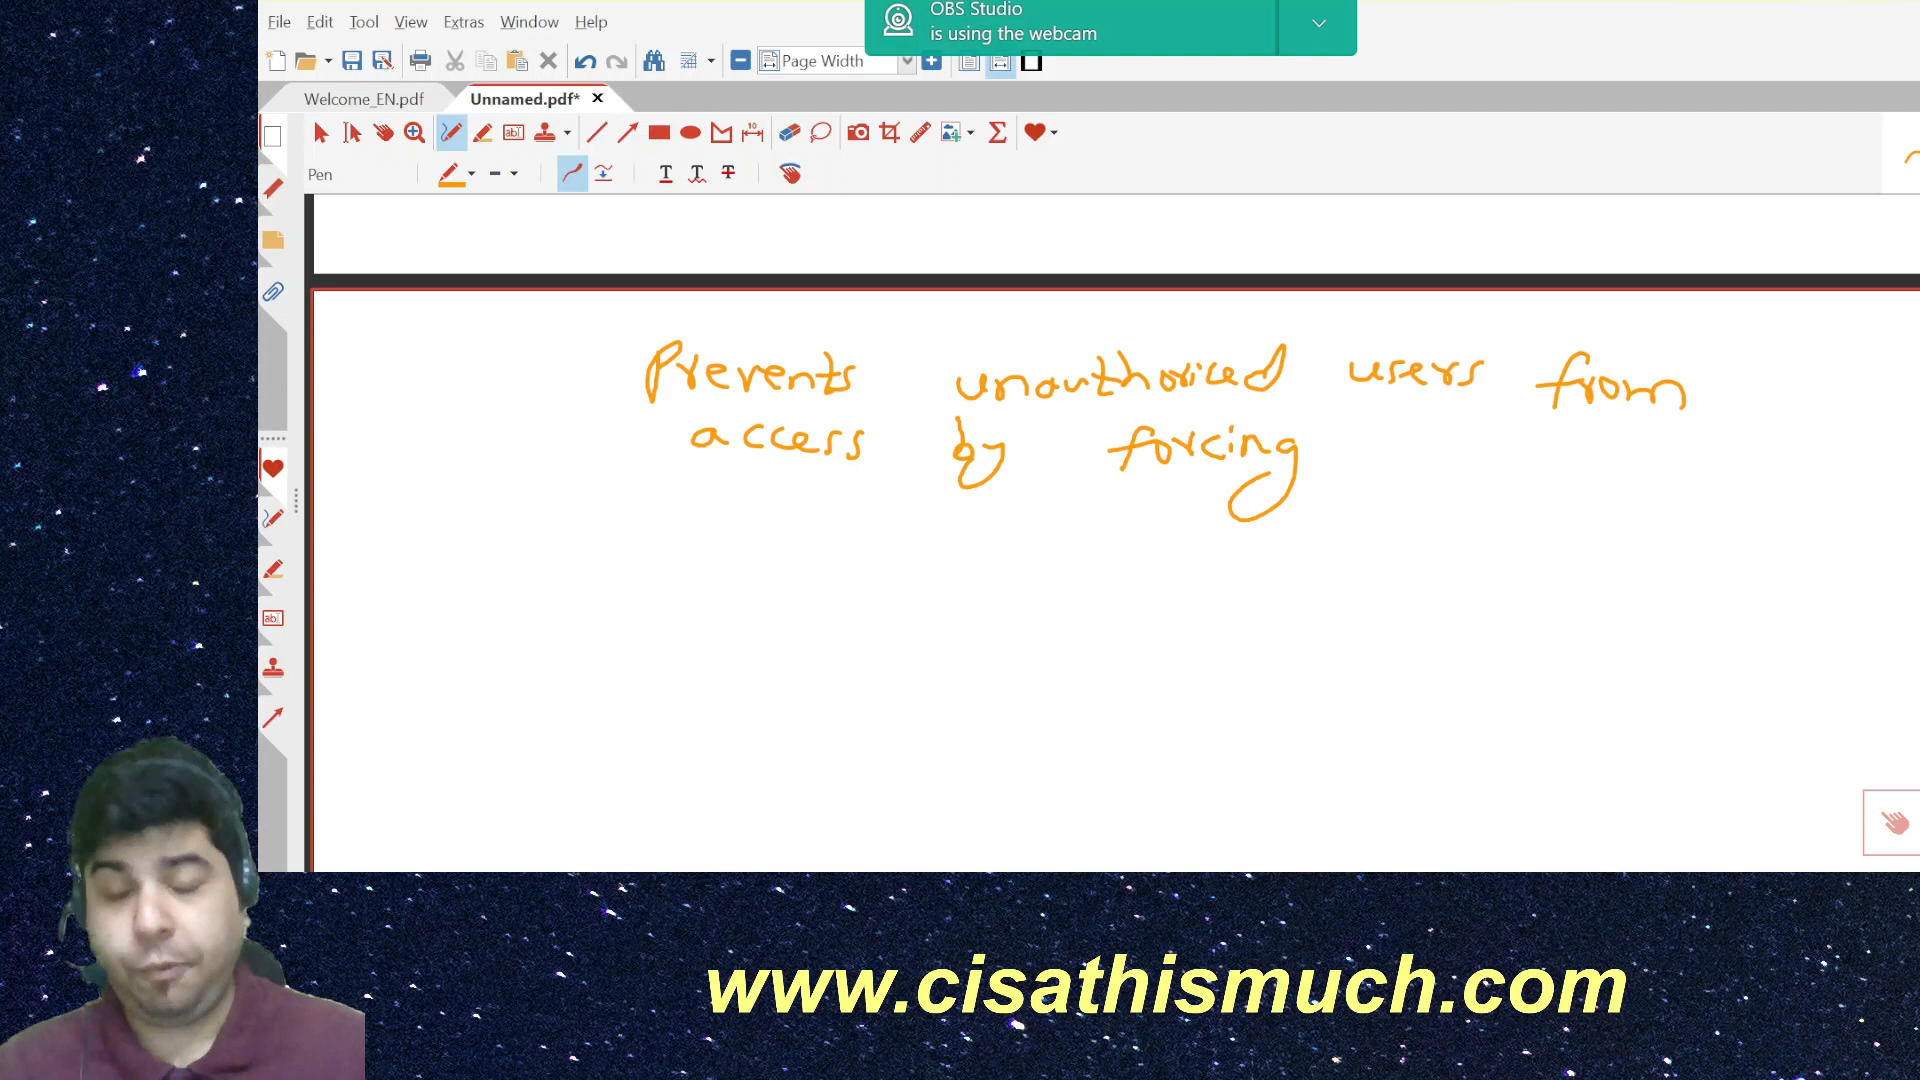 OBS Studio
is using the webcam
File Edit Tool View Extras Window Help
Page Width
Welcome_EN.pdf Unnamed.pdf*
10
Pen
T T T
Prevents unauthorized users from
access by forcing
www.cisathismuch.com